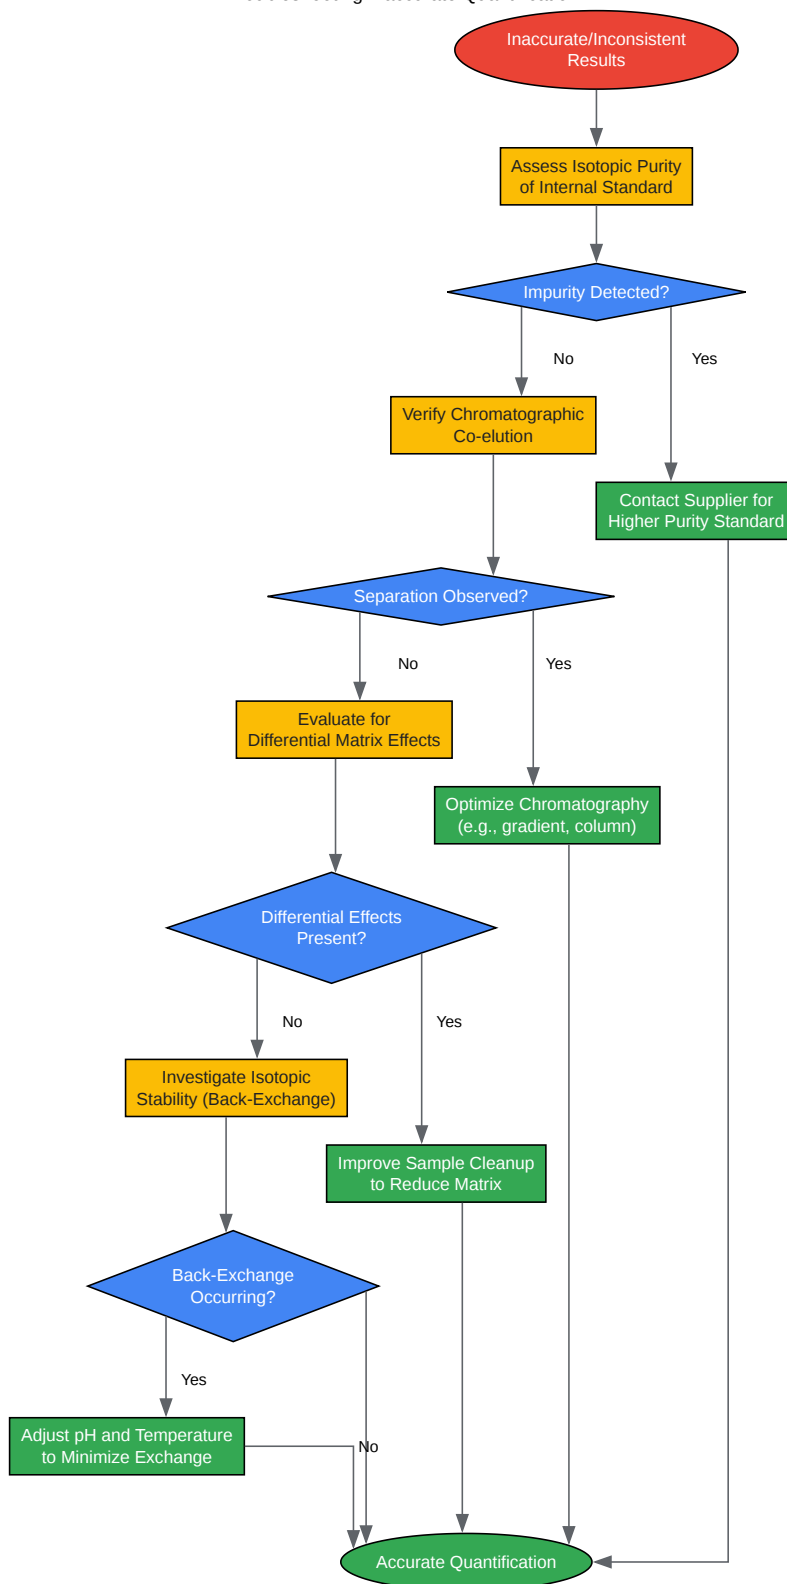 Inaccurate/Inconsistent
Results
Assess Isotopic Purity
of Internal Standard
Impurity Detected?
No
Yes
Verify Chromatographic
Co-elution
Contact Supplier for
Higher Purity Standard
Separation Observed?
No
Yes
Evaluate for
Differential Matrix Effects
Optimize Chromatography
(e.g., gradient, column)
Differential Effects
Present?
No
Yes
Investigate Isotopic
Stability (Back-Exchange)
Improve Sample Cleanup
to Reduce Matrix
Back-Exchange
Occurring?
Yes
No
Adjust pH and Temperature
to Minimize Exchange
Accurate Quantification